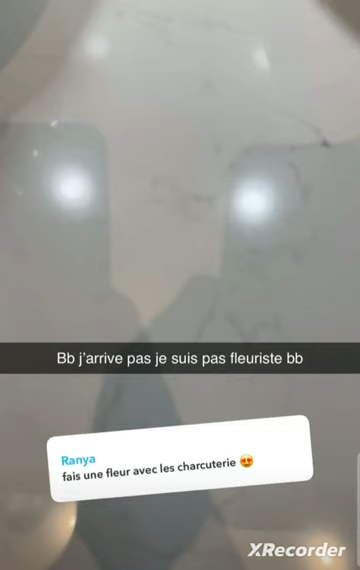 Bb j'arrive pas je suis pas fleuriste bb
Ranya
fais une fleur avec les charcuterie 😍
XRecorder